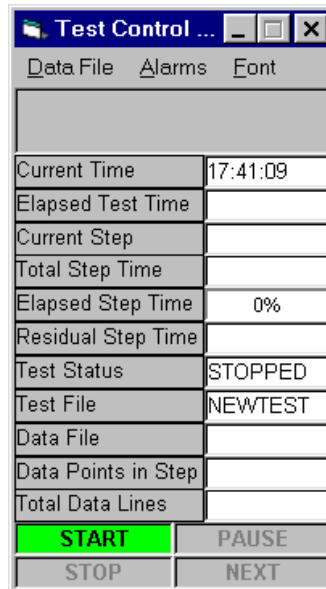 Test Control ...
Data File Alarms Font
Current Time 17:41:09
Elapsed Test Time
Current Step
Total Step Time
Elapsed Step Time 0%
Residual Step Time
Test Status STOPPED
Test File NEWTEST
Data File
Data Points in Step
Total Data Lines
START PAUSE
STOP NEXT